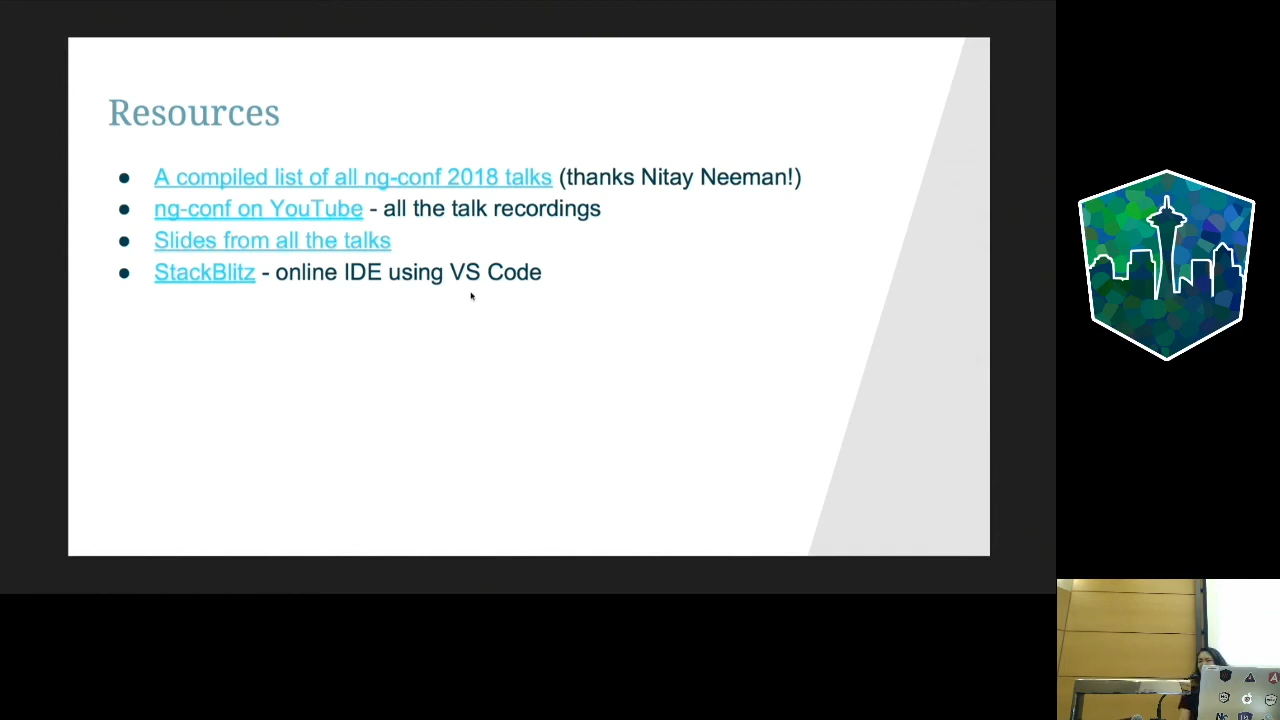 Resources
● A compiled list of all ng-conf 2018 talks (thanks Nitay Neeman!)
● ng-conf on YouTube - all the talk recordings
● Slides from all the talks
● StackBlitz - online IDE using VS Code